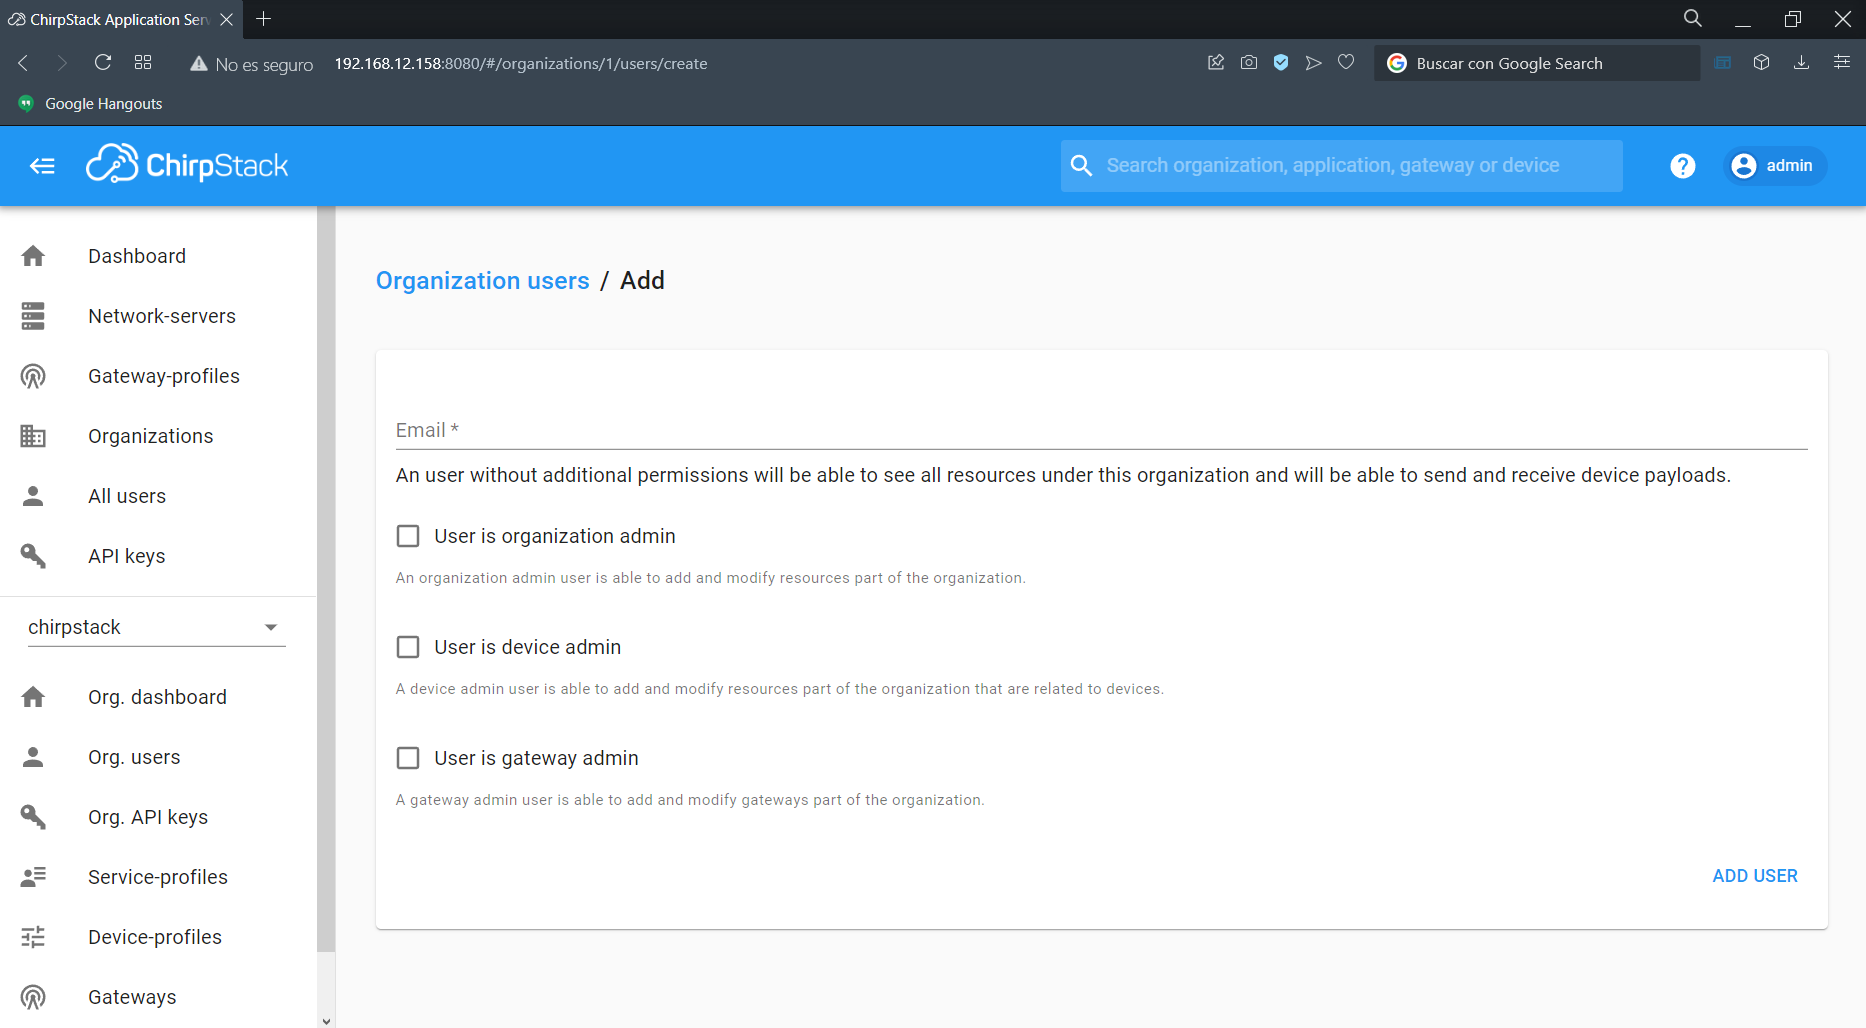 ChirpStack Application Serv
No es seguro
192.168.12.158:8080/#/organizations/1/users/create
Buscar con Google Search
Google Hangouts
ChirpStack
Search organization, application, gateway or device
?
admin
Dashboard
Network-servers
Gateway-profiles
Organizations
All users
API keys
chirpstack
Org. dashboard
Org. users
Org. API keys
Service-profiles
Device-profiles
Gateways
Organization users / Add
Email *
An user without additional permissions will be able to see all resources under this organization and will be able to send and receive device payloads.
User is organization admin
An organization admin user is able to add and modify resources part of the organization.
User is device admin
A device admin user is able to add and modify resources part of the organization that are related to devices.
User is gateway admin
A gateway admin user is able to add and modify gateways part of the organization.
ADD USER